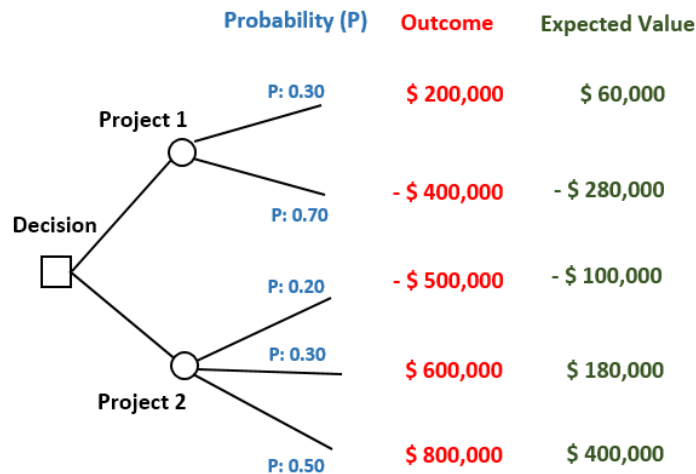 Probability (P) Outcome Expected Value
P: 0.30 $ 200,000 $ 60,000
Project 1
- $ 400,000 - $ 280,000
P: 0.70
Decision
P: 0.20 - $ 500,000 - $ 100,000
P: 0.30 $ 600,000 $ 180,000
Project 2
P: 0.50 $ 800,000 $ 400,000